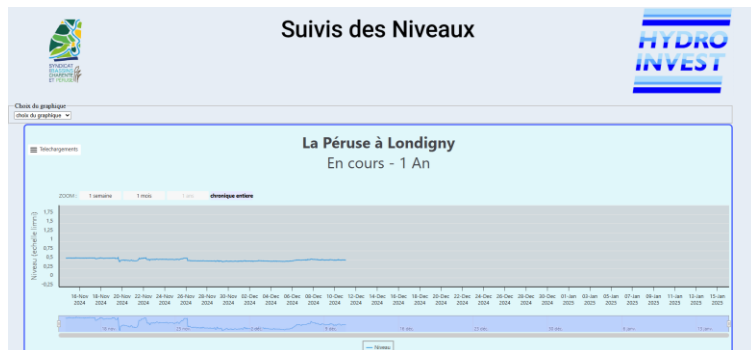 Suivis des Niveaux
SYNDICAT
ET PÉRUSE
HYDRO
INVEST
Choix du graphique
choix du graphique
Telechargements
La Péruse à Londigny
En cours - 1 An
ZOOM : 1 semaine 1 mois 1 an chronique entiere
Niveau (echelle limni)
1,75
1,5
1,25
1
0,75
0,5
0,25
0
-0,25
16-Nov 2024 18-Nov 2024 20-Nov 2024 22-Nov 2024 24-Nov 2024 26-Nov 2024 28-Nov 2024 30-Nov 2024 02-Dec 2024 04-Dec 2024 06-Dec 2024 08-Dec 2024 10-Dec 2024 12-Dec 2024 14-Dec 2024 16-Dec 2024 18-Dec 2024 20-Dec 2024 22-Dec 2024 24-Dec 2024 26-Dec 2024 28-Dec 2024 30-Dec 2024 01-Jan 2025 03-Jan 2025 05-Jan 2025 07-Jan 2025 09-Jan 2025 11-Jan 2025 13-Jan 2025 15-Jan 2025
Niveau